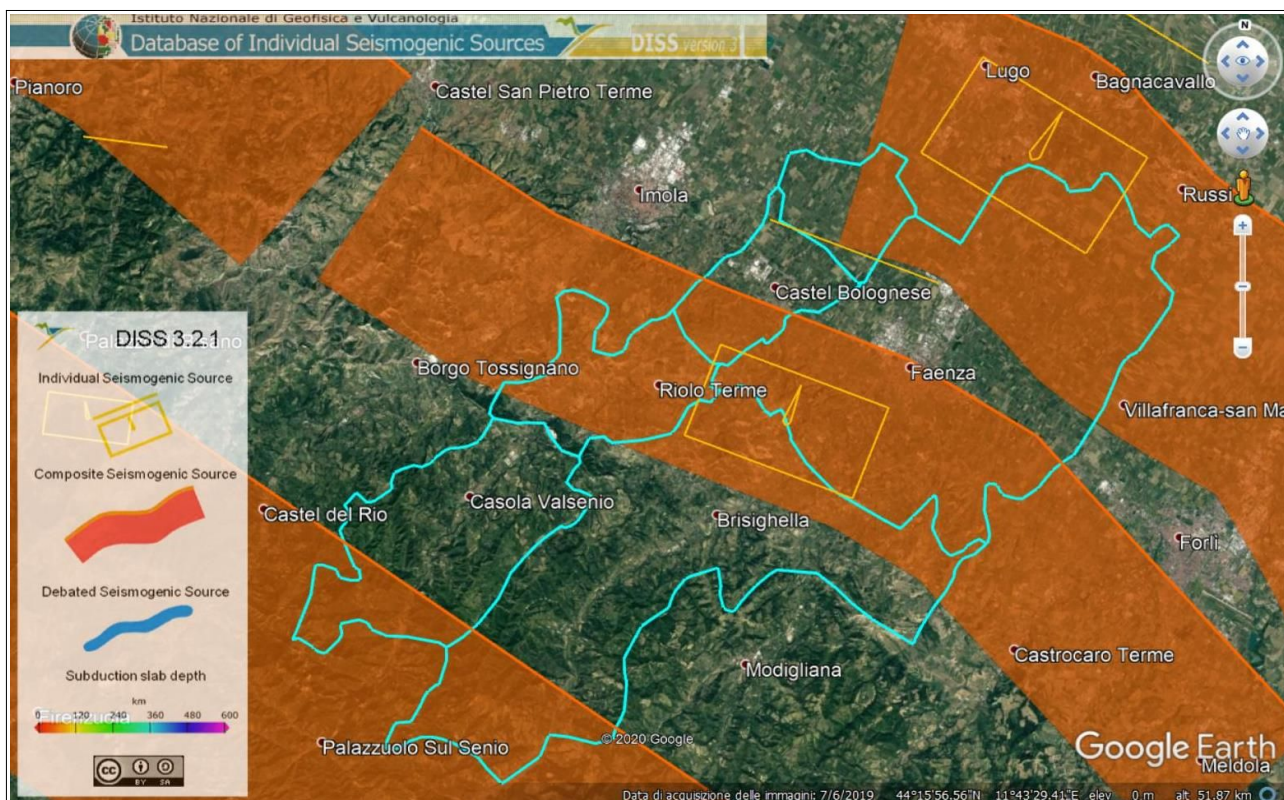 Istituto Nazionale di Geofisica e Vulcanologia
Database of Individual Seismogenic Sources
DISS version 3
N
Pianoro
Castel San Pietro Terme
Lugo
Bagnacavallo
Imola
Russi
Castel Bolognese
DISS 3.2.1
Individual Seismogenic Source
Borgo Tossignano
Riolo Terme
Faenza
Villafranca-san Ma
Composite Seismogenic Source
Castel del Rio
Casola Valsenio
Brisighella
Forlì
Debated Seismogenic Source
Subduction slab depth
Modigliana
Castrocaro Terme
km
0 120 240 360 480 600
Firenzuola
Palazzuolo Sul Senio
© 2020 Google
Google Earth
Meldola
cc BY SA
Data di acquisizione delle immagini: 7/6/2019 44°15'56.56"N 11°43'29.41"E elev 0 m alt 51.87 km